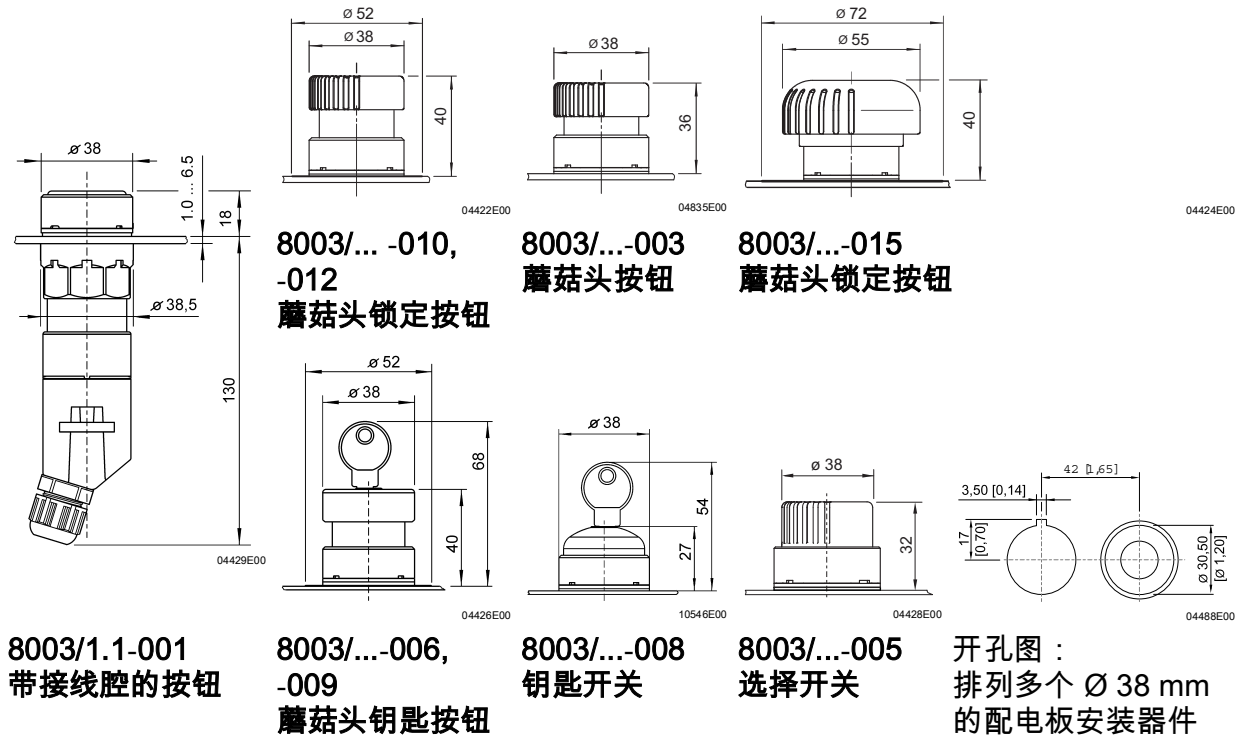 ø 38
1.0 ... 6.5
18
ø 38,5
130
04429E00
8003/1.1-001
带接线腔的按钮
ø 52
ø 38
40
04422E00
8003/... -010,
-012
蘑菇头锁定按钮
ø 38
36
04835E00
8003/...-003
蘑菇头按钮
ø 72
ø 55
40
04424E00
8003/...-015
蘑菇头锁定按钮
ø 52
ø 38
68
40
04426E00
8003/...-006,
-009
蘑菇头钥匙按钮
ø 38
54
27
10546E00
8003/...-008
钥匙开关
ø 38
32
04428E00
8003/...-005
选择开关
42 [1,65]
3,50 [0,14]
17
[0,70]
Ø 30,50
[Ø 1,20]
04488E00
开孔图：
排列多个 Ø 38 mm
的配电板安装器件